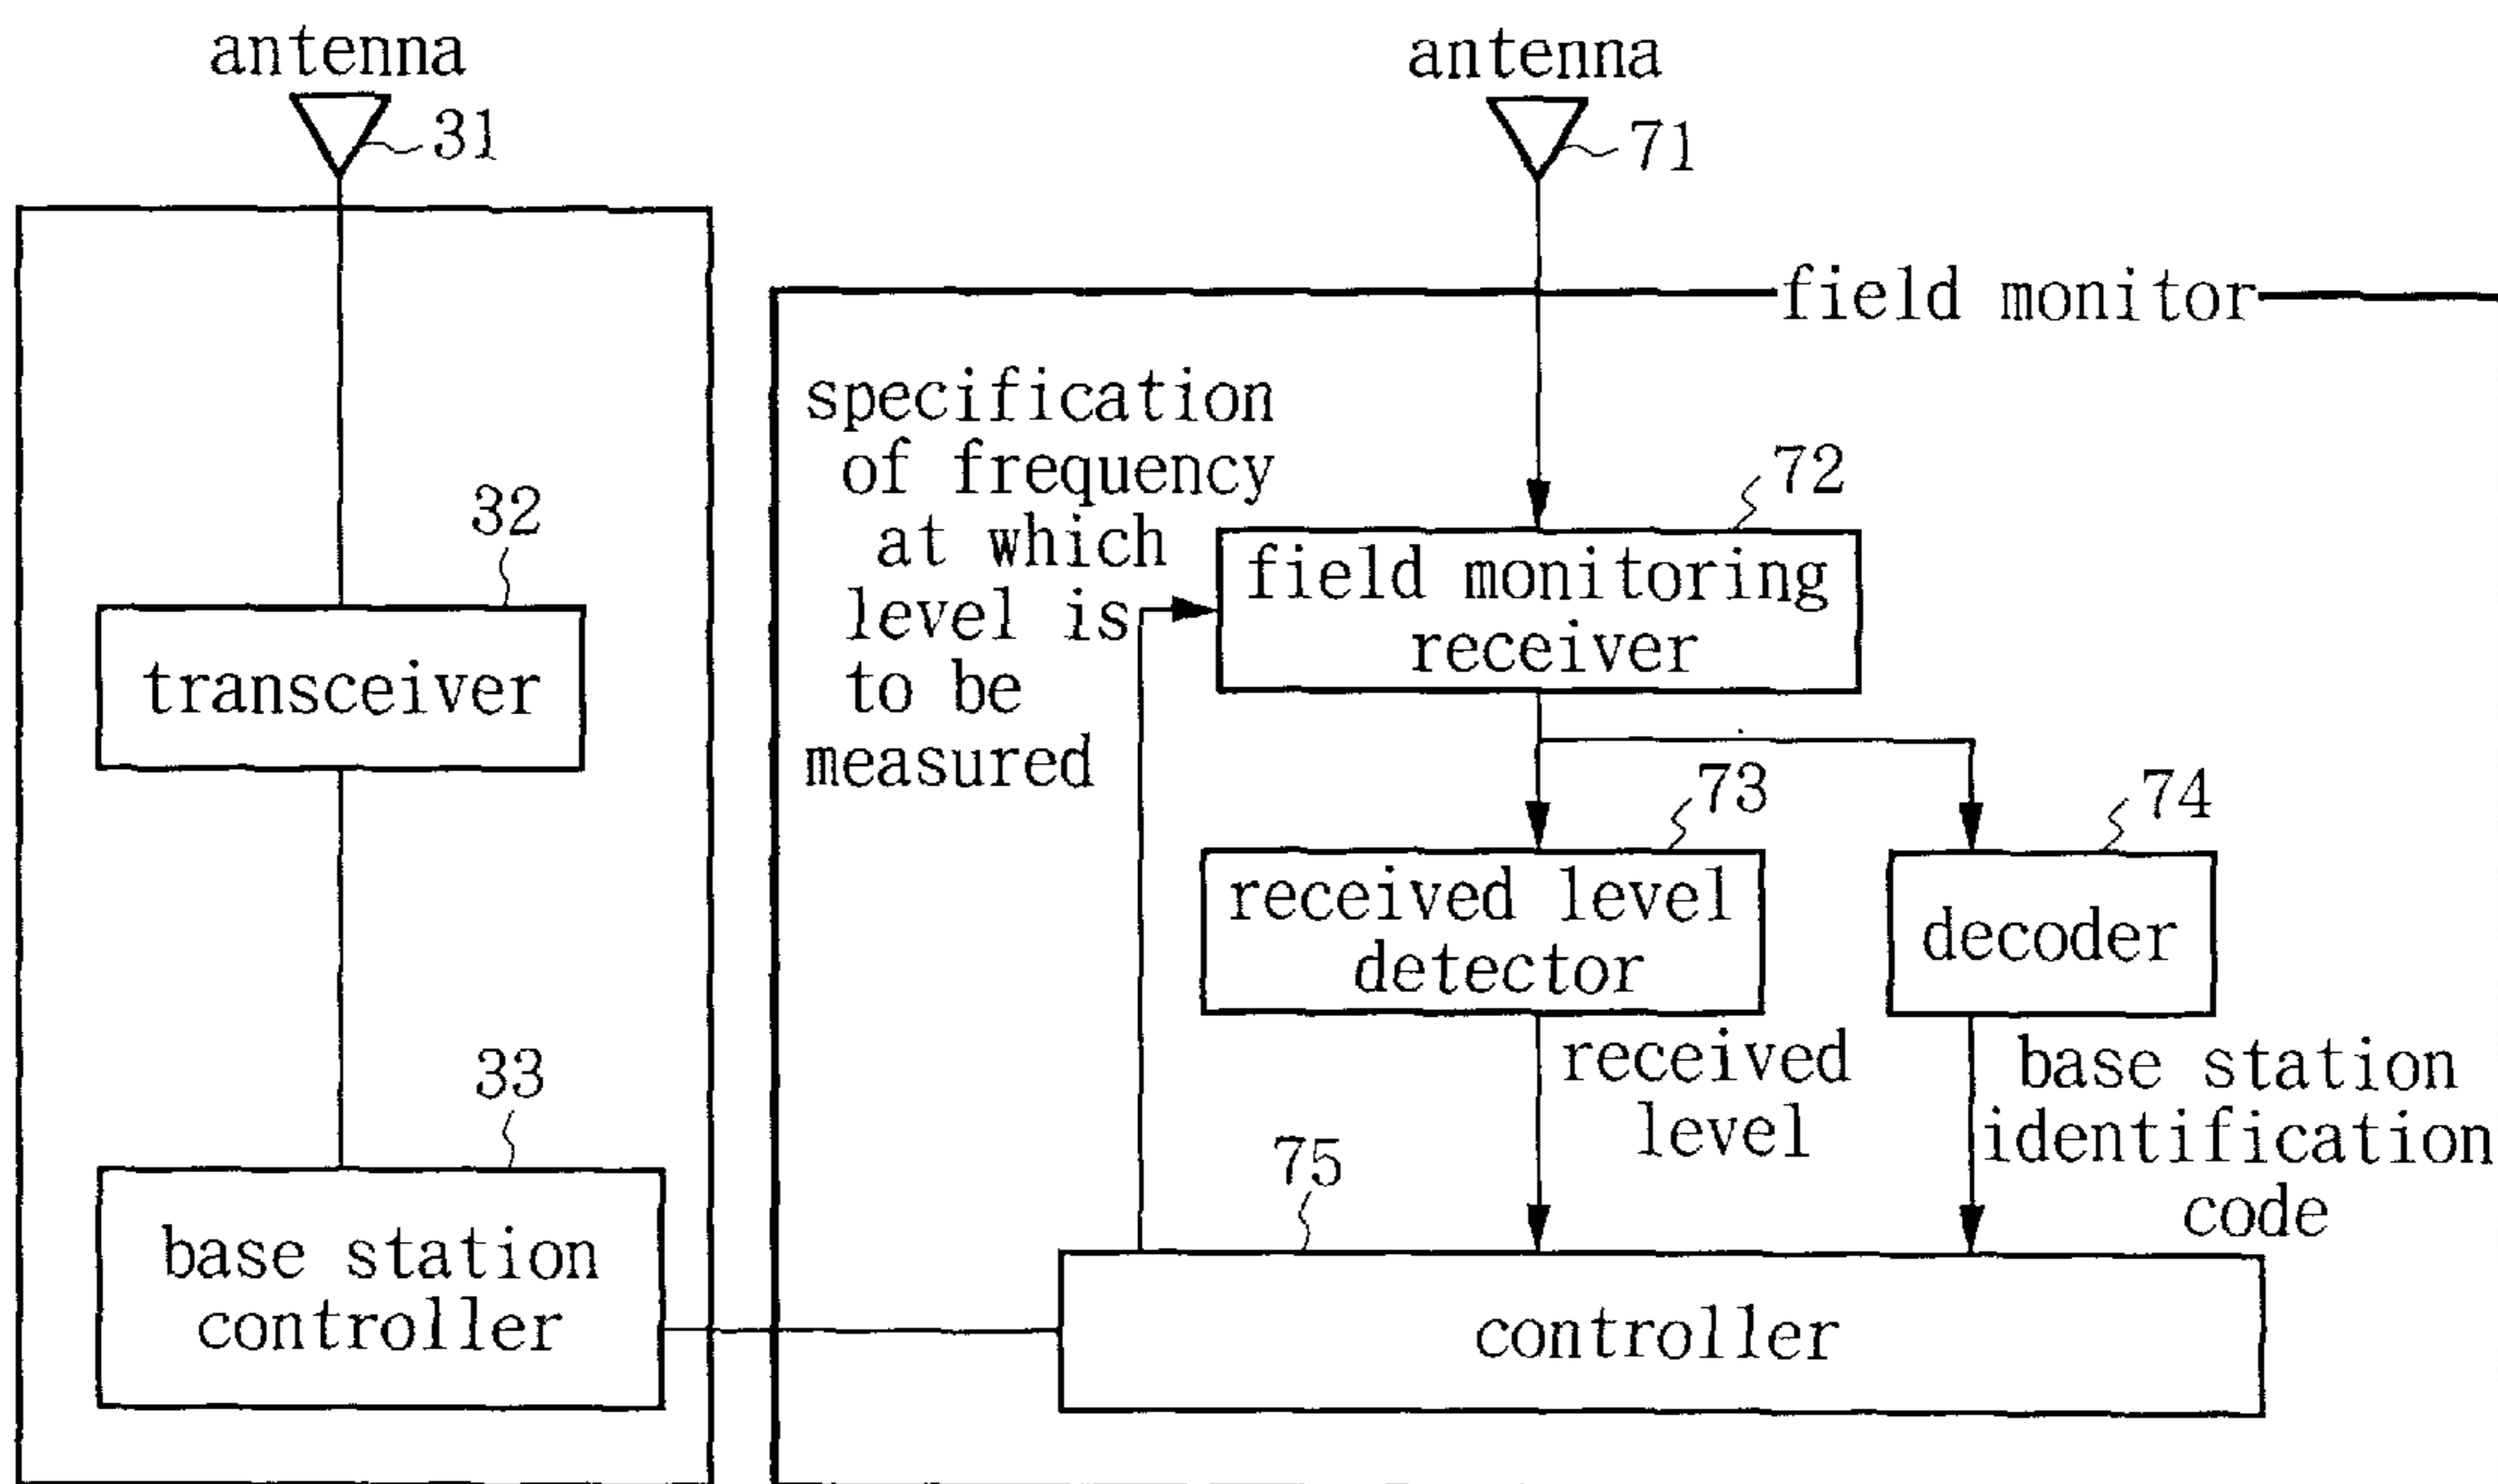 antenna
31
32
transceiver
33
base station
controller
antenna
71
field monitor
specification
of frequency
at which
level is
to be
measured
72
field monitoring
receiver
73
received level
detector
74
decoder
received
level
base station
identification
code
75
controller